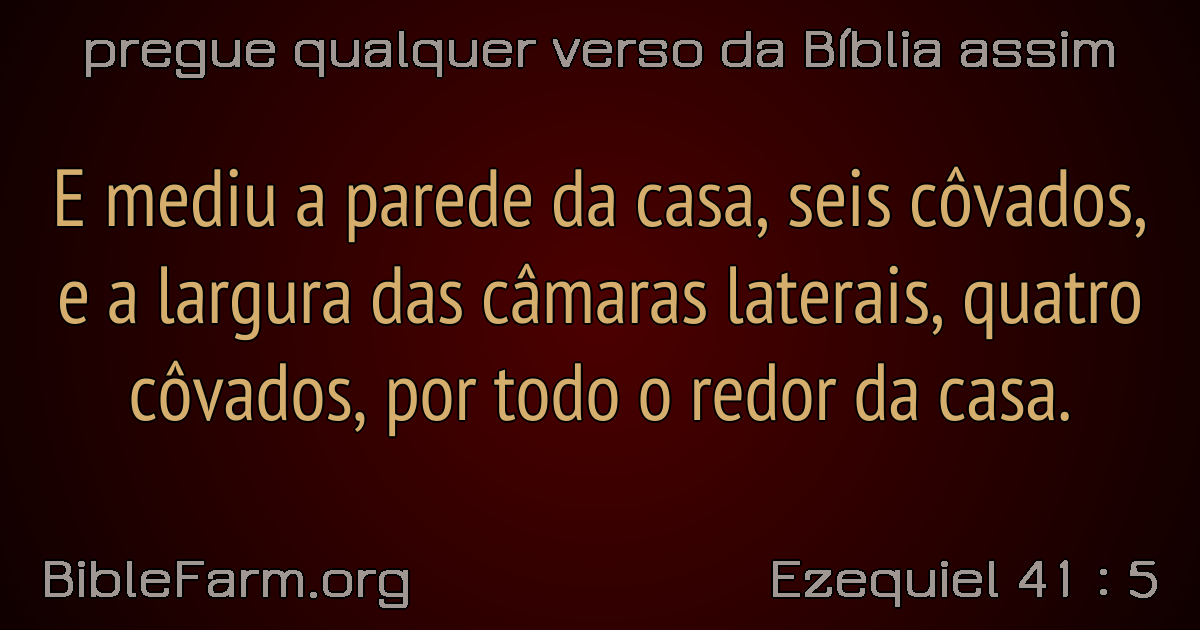 pregue qualquer verso da Bíblia assim
E mediu a parede da casa, seis côvados,
e a largura das câmaras laterais, quatro
côvados, por todo o redor da casa.
BibleFarm.org
Ezequiel 41 : 5